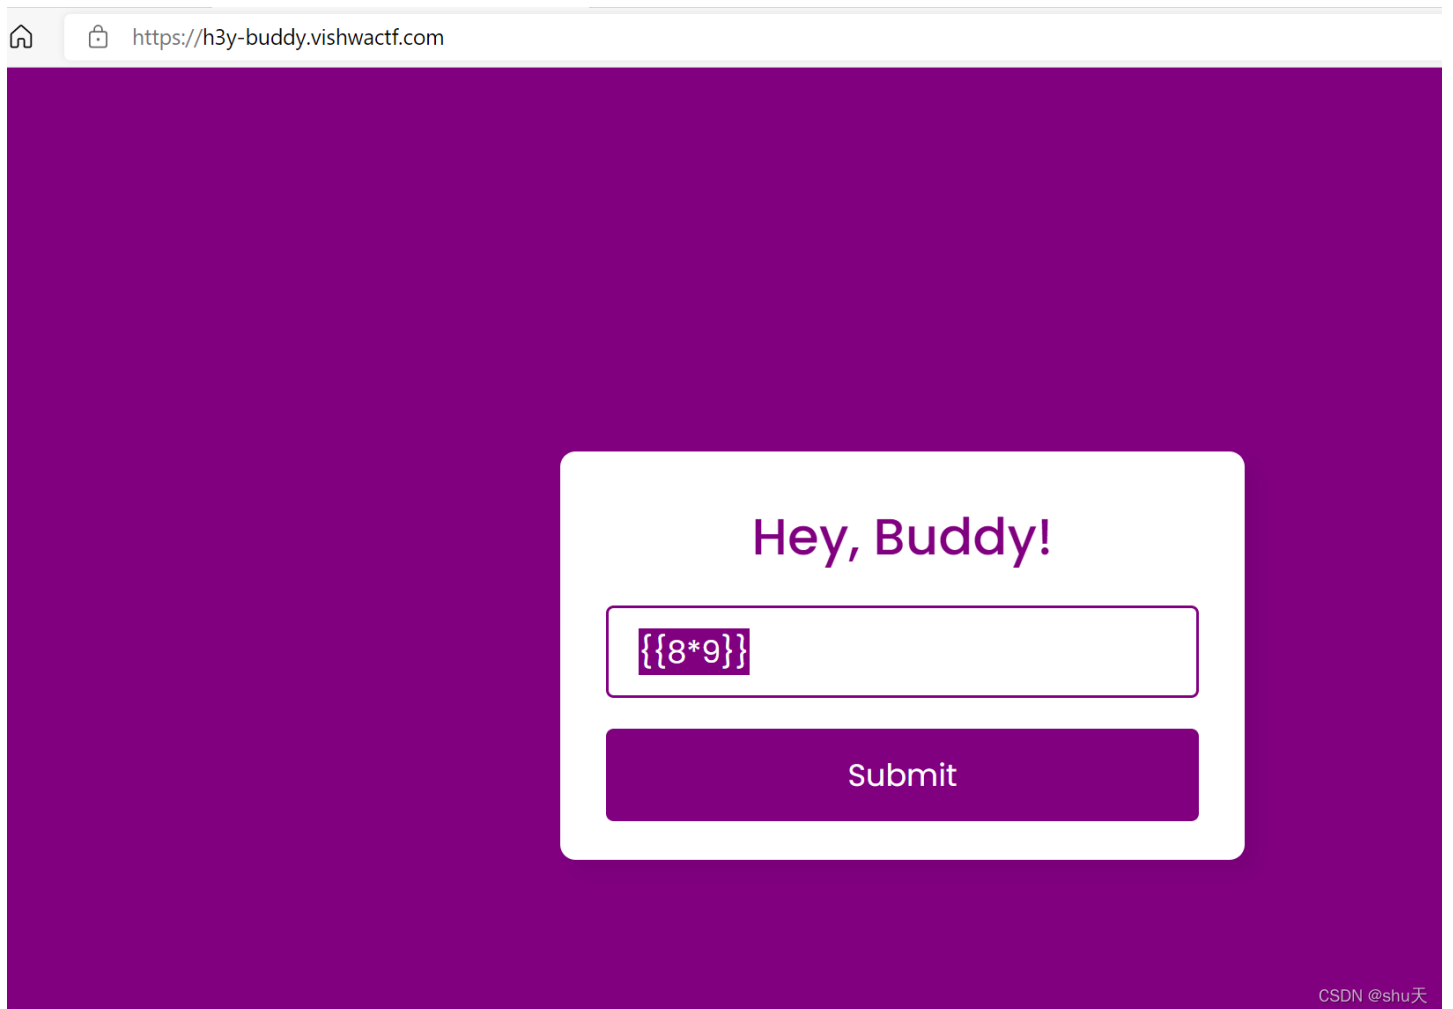 https://h3y-buddy.vishwactf.com
Hey, Buddy!
{{8*9}}
Submit
CSDN @shu天